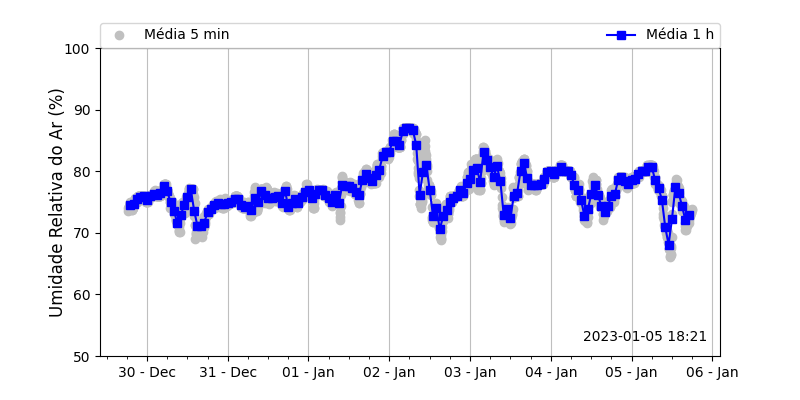 Média 5 min
Média 1 h
Umidade Relativa do Ar (%)
100
90
80
70
60
50
2023-01-05 18:21
30 - Dec
31 - Dec
01 - Jan
02 - Jan
03 - Jan
04 - Jan
05 - Jan
06 - Jan